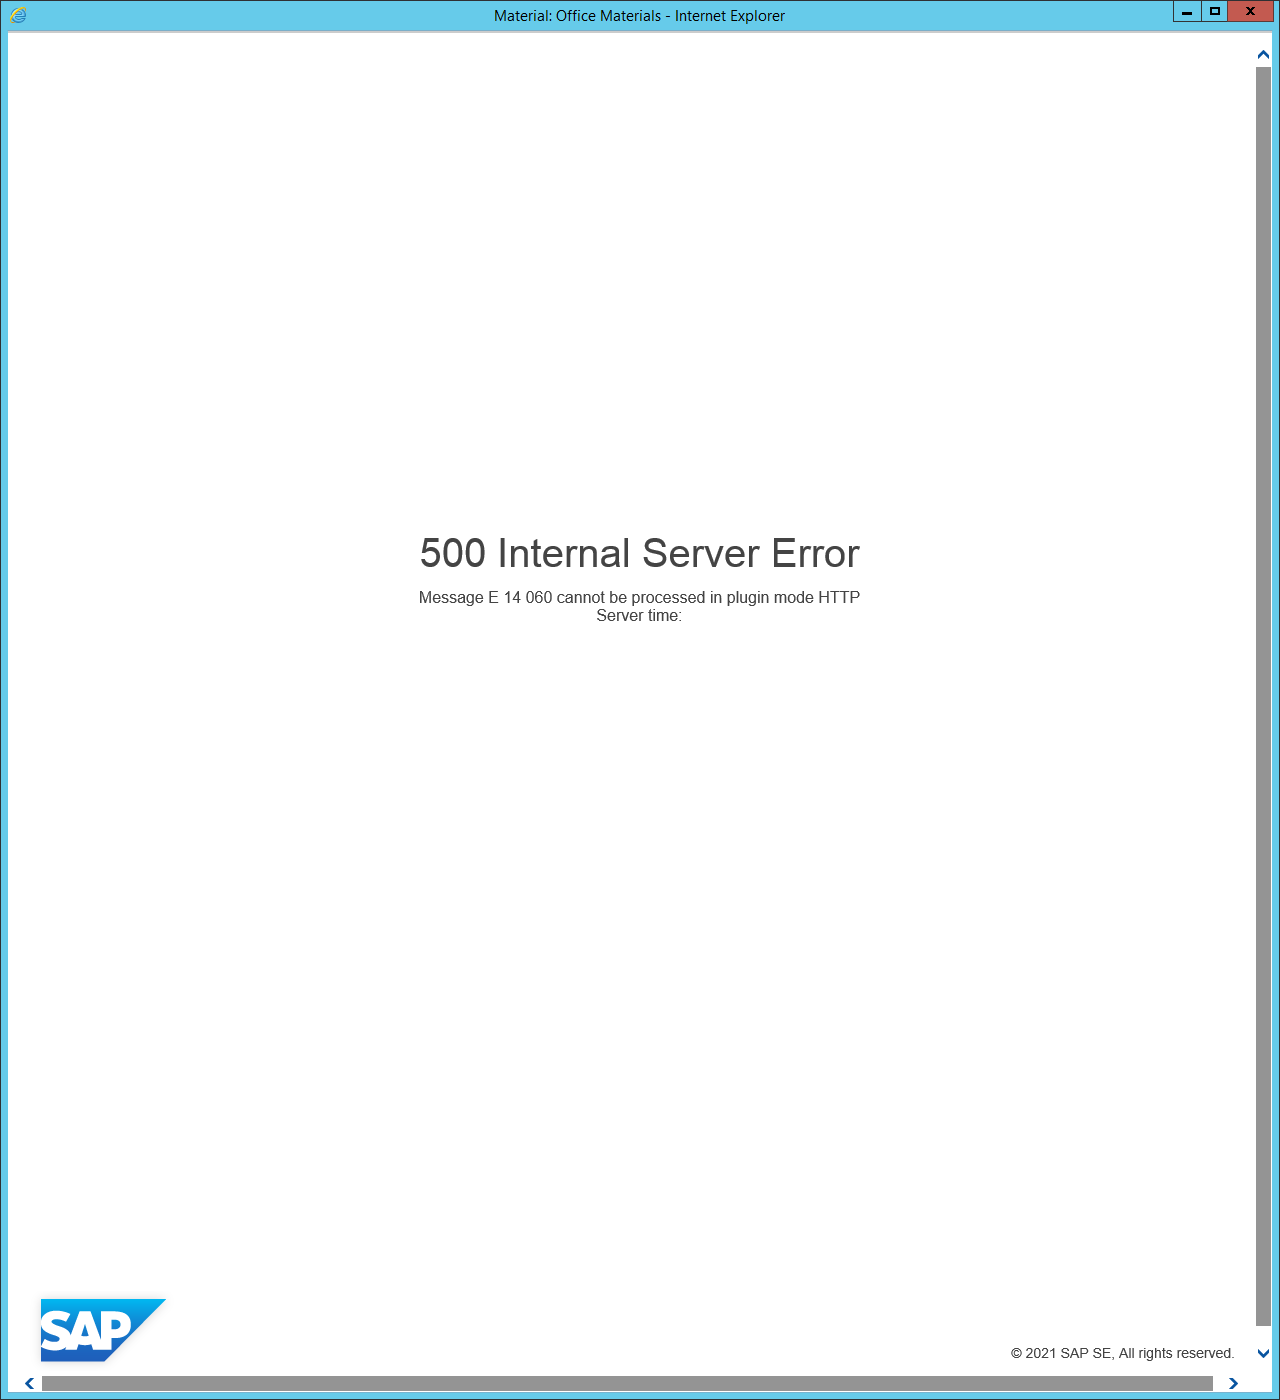 Material: Office Materials - Internet Explorer
500 Internal Server Error
Message E 14 060 cannot be processed in plugin mode HTTP
Server time:
SAP
© 2021 SAP SE, All rights reserved.